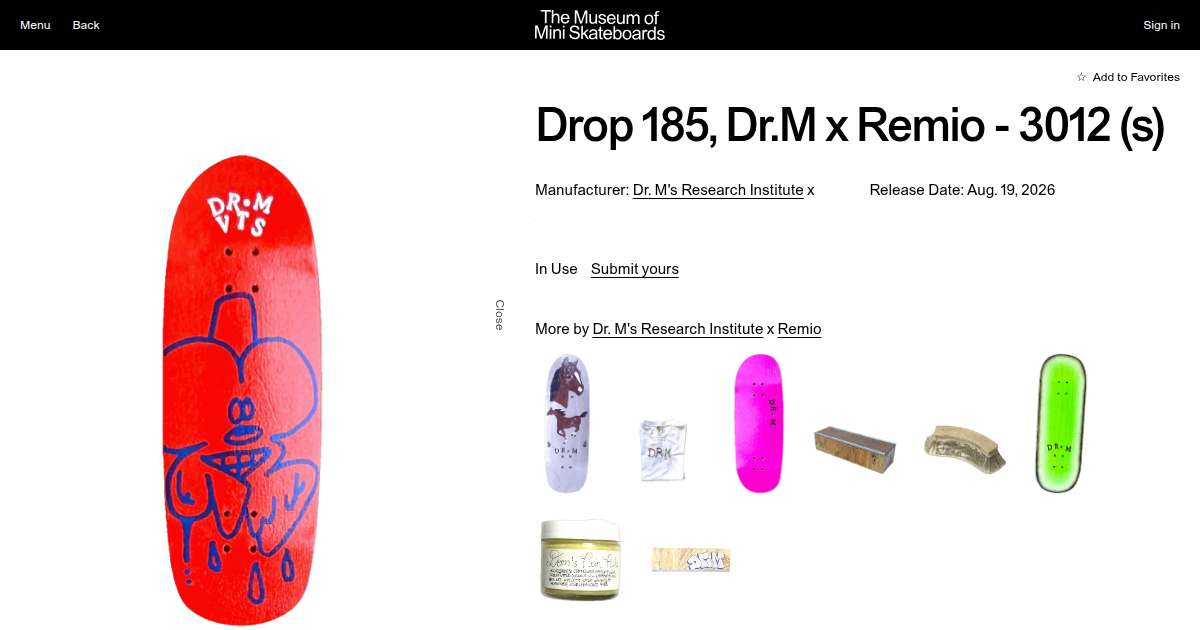 Menu
Back
The Museum of
Mini Skateboards
Sign in
☆ Add to Favorites
Drop 185, Dr.M x Remio - 3012 (s)
Manufacturer: Dr. M's Research Institute x
Release Date: Aug. 19, 2026
DR•M
VTS
In Use Submit yours
Close
More by Dr. M's Research Institute x Remio
DR•M
DR.M
DR•M
DR•M